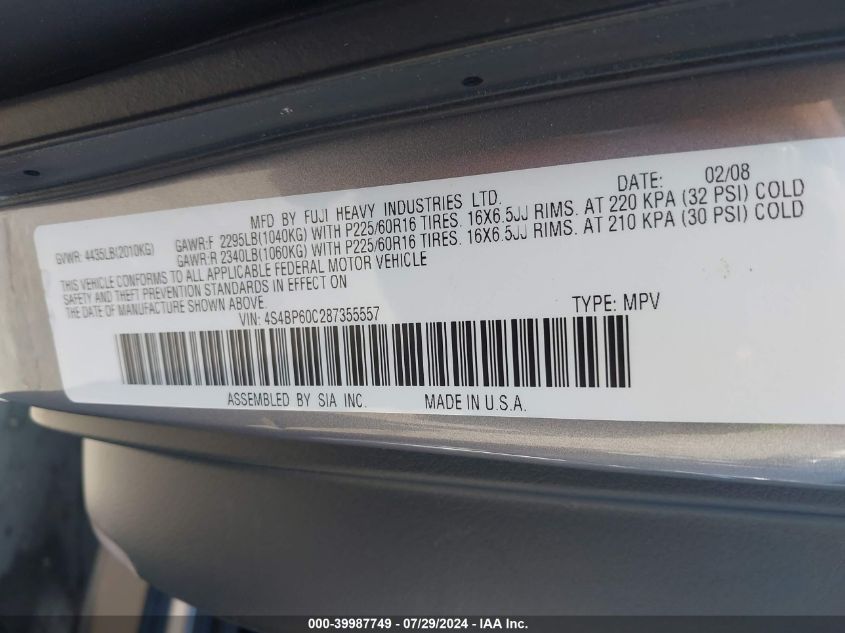 MFD BY FUJI HEAVY INDUSTRIES LTD. DATE: 02/08
GVWR: 4435LB(2010KG) GAWR:F 2295LB(1040KG) WITH P225/60R16 TIRES. 16X6.5JJ RIMS. AT 220 KPA (32 PSI) COLD
GAWR:R 2340LB(1060KG) WITH P225/60R16 TIRES. 16X6.5JJ RIMS. AT 210 KPA (30 PSI) COLD
THIS VEHICLE CONFORMS TO ALL APPLICABLE FEDERAL MOTOR VEHICLE
SAFETY AND THEFT PREVENTION STANDARDS IN EFFECT ON
THE DATE OF MANUFACTURE SHOWN ABOVE.
VIN: 4S4BP60C287355557 TYPE: MPV
ASSEMBLED BY SIA INC. MADE IN U.S.A.
000-39987749 - 07/29/2024 - IAA Inc.